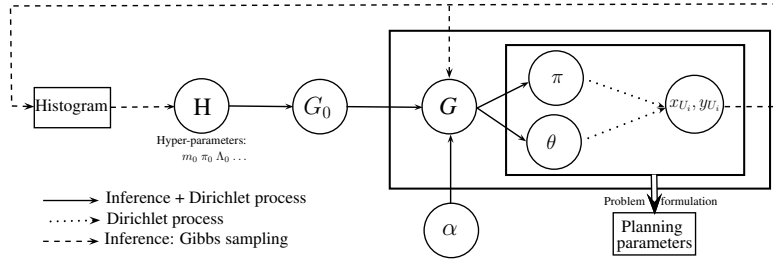 Histogram
H
G₀
G
π
θ
x_{U_i}, y_{U_i}
Hyper-parameters:
m₀ π₀ Λ₀ ...
α
Inference + Dirichlet process
Dirichlet process
Inference: Gibbs sampling
Problem formulation
Planning
parameters